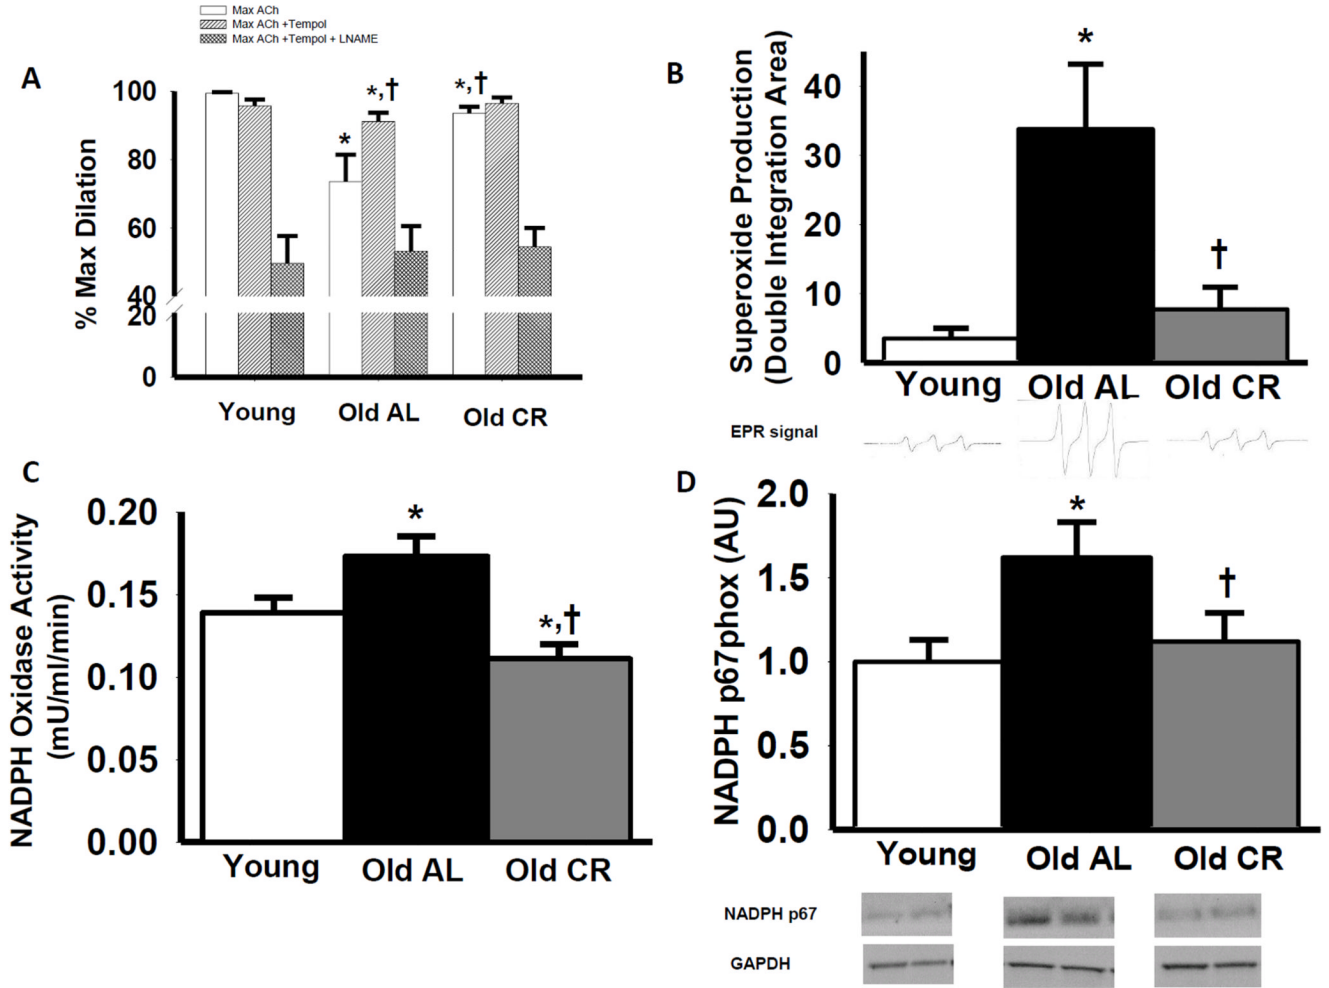 Max ACh
Max ACh +Tempol
Max ACh +Tempol + LNAME
A
% Max Dilation
100
80
60
40
20
0
*
*,†
*,†
Young
Old AL
Old CR
B
Superoxide Production
(Double Integration Area)
40
30
20
10
0
*
†
Young
Old AL
Old CR
EPR signal
C
NADPH Oxidase Activity
(mU/ml/min)
0.20
0.15
0.10
0.05
0.00
*
*,†
Young
Old AL
Old CR
D
NADPH p67phox (AU)
2.0
1.5
1.0
0.5
0.0
*
†
Young
Old AL
Old CR
NADPH p67
GAPDH